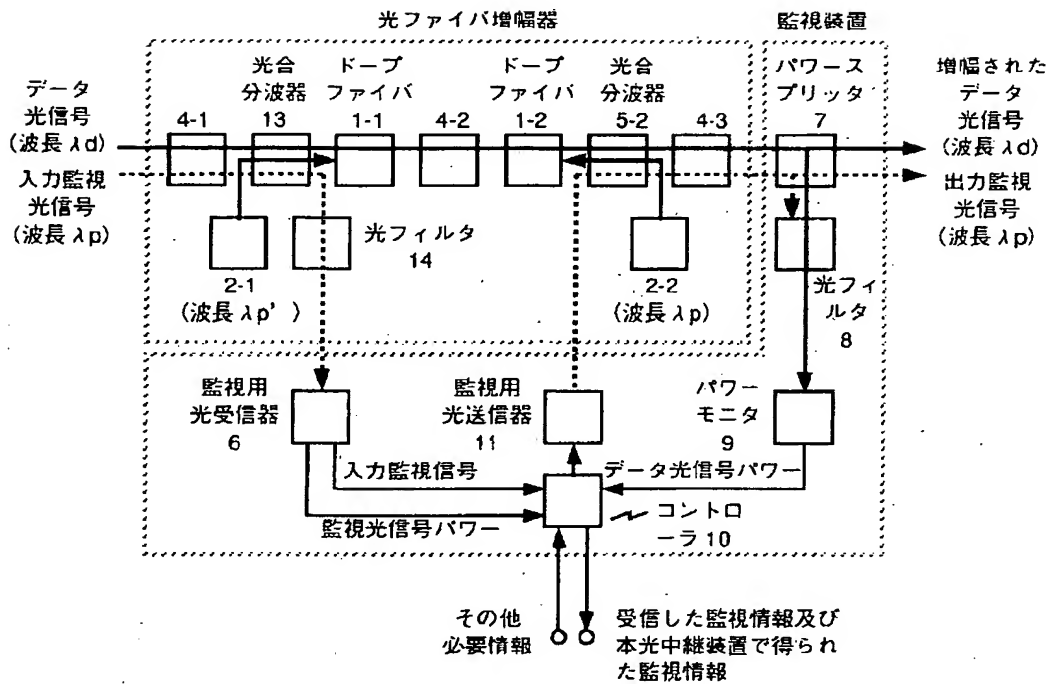 光ファイバ増幅器
監視装置
データ
光信号
(波長 λd)
入力監視
光信号
(波長 λp)
4-1
光合
分波器
13
ドープ
ファイバ
1-1
4-2
ドープ
ファイバ
1-2
光合
分波器
5-2
4-3
パワース
プリッタ
7
増幅された
データ
光信号
(波長 λd)
出力監視
光信号
(波長 λp)
2-1
(波長 λp' )
光フィルタ
14
2-2
(波長 λp)
光フィ
ルタ
8
監視用
光受信器
6
監視用
光送信器
11
パワー
モニタ
9
入力監視信号
データ光信号パワー
監視光信号パワー
コントロ
ーラ 10
その他
必要情報
受信した監視情報及び
本光中継装置で得られ
た監視情報